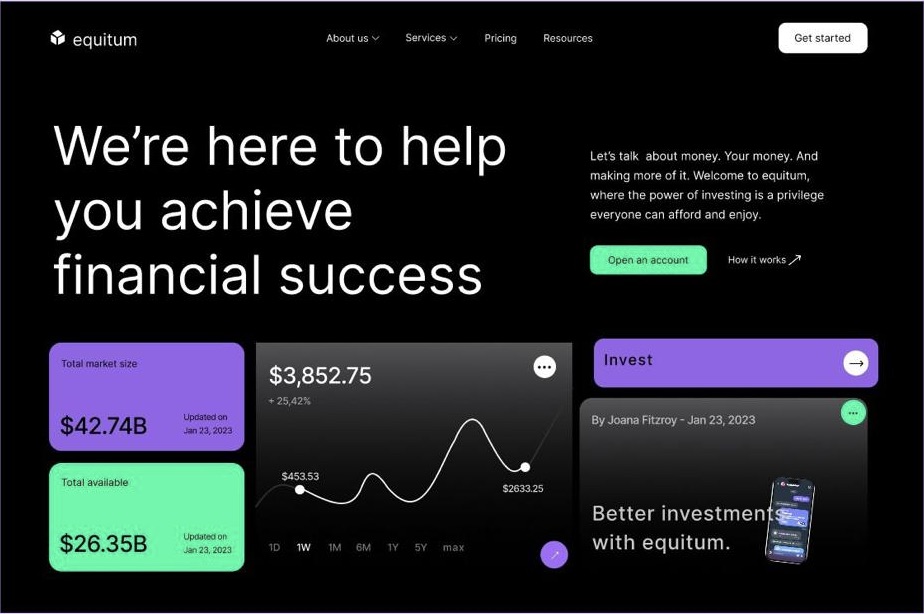 equitum
About us
Services
Pricing
Resources
Get started
We’re here to help
you achieve
financial success
Let’s talk  about money. Your money. And
making more of it. Welcome to equitum,
where the power of investing is a privilege
everyone can afford and enjoy.
Open an account
How it works
Total market size
$42.74B
Updated on
Jan 23, 2023
Total available
$26.35B
Updated on
Jan 23, 2023
$3,852.75
+ 25,42%
$453.53
$2633.25
1D
1W
1M
6M
1Y
5Y
max
Invest
By Joana Fitzroy - Jan 23, 2023
Better investments
with equitum.